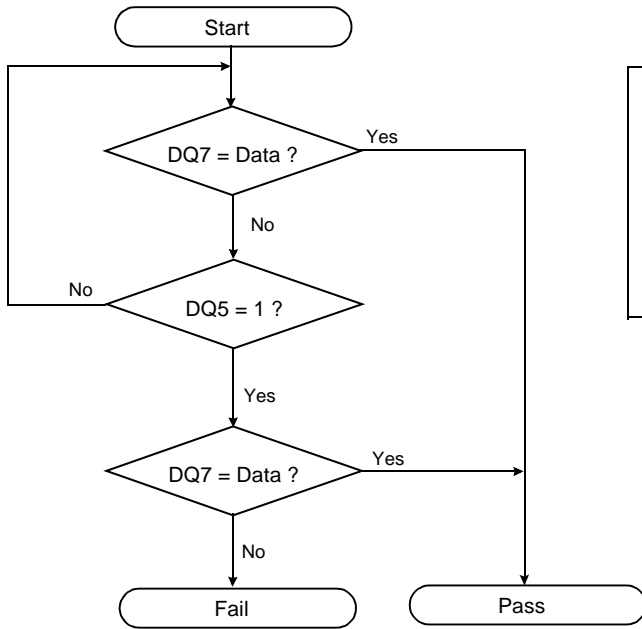 Start
Yes
DQ7 = Data ?
No
No
DQ5 = 1 ?
Yes
Yes
DQ7 = Data ?
No
Fail
Pass